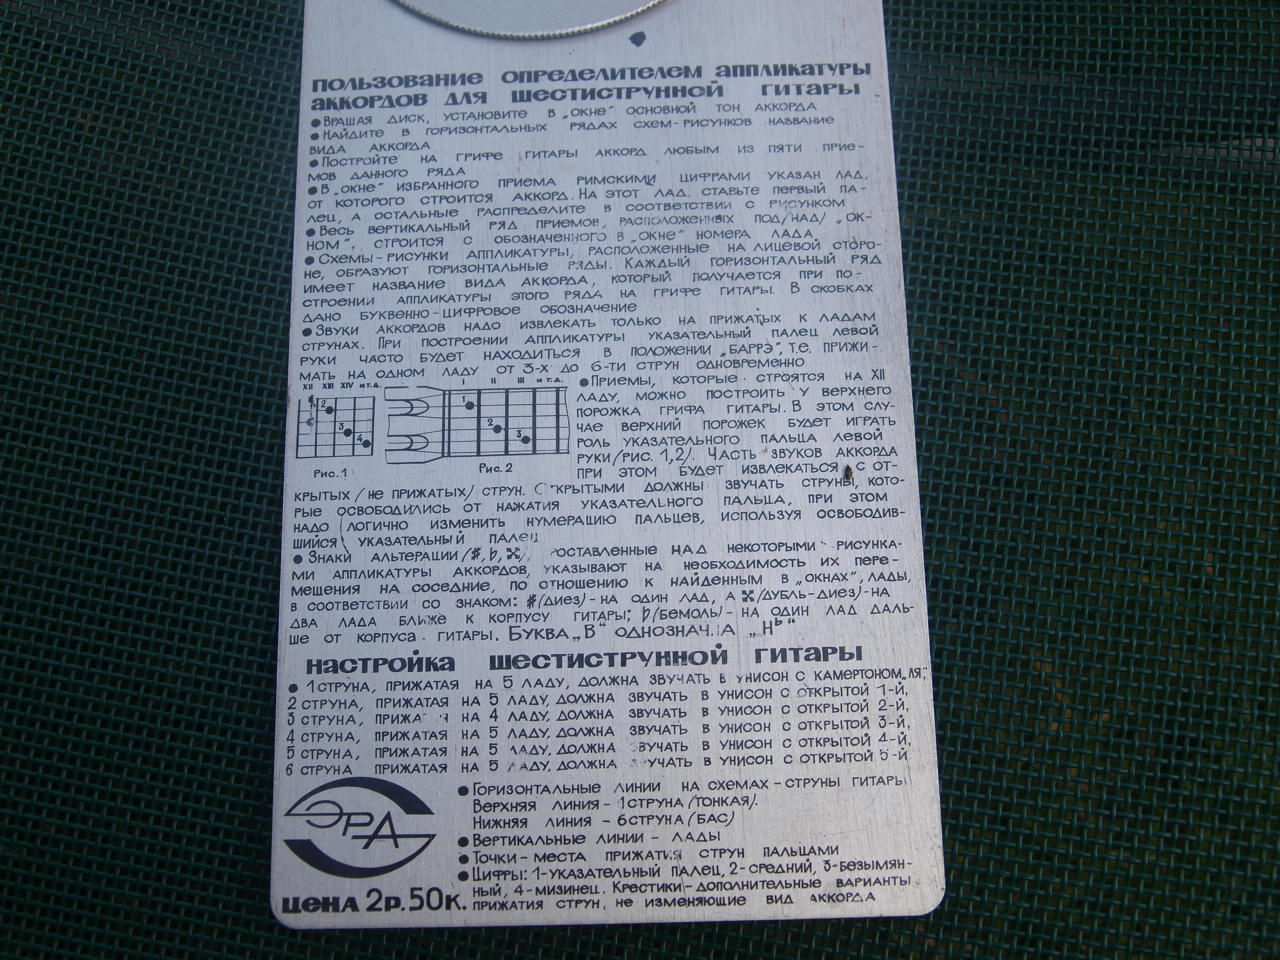 ПОЛЬЗОВАНИЕ ОПРЕДЕЛИТЕЛЕМ АППЛИКАТУРЫ
АККОРДОВ ДЛЯ ШЕСТИСТРУННОЙ ГИТАРЫ
● ВРАЩАЯ ДИСК, УСТАНОВИТЕ В „ОКНЕ" ОСНОВНОЙ ТОН АККОРДА
● НАЙДИТЕ В ГОРИЗОНТАЛЬНЫХ РЯДАХ СХЕМ-РИСУНКОВ НАЗВАНИЕ
ВИДА АККОРДА
● ПОСТРОЙТЕ НА ГРИФЕ ГИТАРЫ АККОРД ЛЮБЫМ ИЗ ПЯТИ ПРИЕ-
МОВ ДАННОГО РЯДА
● В „ОКНЕ" ИЗБРАННОГО ПРИЕМА РИМСКИМИ ЦИФРАМИ УКАЗАН ЛАД,
ОТ КОТОРОГО СТРОИТСЯ АККОРД. НА ЭТОТ ЛАД СТАВЬТЕ ПЕРВЫЙ ПА-
ЛЕЦ, А ОСТАЛЬНЫЕ РАСПРЕДЕЛИТЕ В СООТВЕТСТВИИ С РИСУНКОМ
● ВЕСЬ ВЕРТИКАЛЬНЫЙ РЯД ПРИЕМОВ, РАСПОЛОЖЕННЫХ ПОД/НАД/ „ОК-
НОМ", СТРОИТСЯ С ОБОЗНАЧЕННОГО В „ОКНЕ" НОМЕРА ЛАДА
● СХЕМЫ-РИСУНКИ АППЛИКАТУРЫ, РАСПОЛОЖЕННЫЕ НА ЛИЦЕВОЙ СТОРО-
НЕ, ОБРАЗУЮТ ГОРИЗОНТАЛЬНЫЕ РЯДЫ. КАЖДЫЙ ГОРИЗОНТАЛЬНЫЙ РЯД
ИМЕЕТ НАЗВАНИЕ ВИДА АККОРДА, КОТОРЫЙ ПОЛУЧАЕТСЯ ПРИ ПО-
СТРОЕНИИ АППЛИКАТУРЫ ЭТОГО РЯДА НА ГРИФЕ ГИТАРЫ. В СКОБКАХ
ДАНО БУКВЕННО-ЦИФРОВОЕ ОБОЗНАЧЕНИЕ
● ЗВУКИ АККОРДОВ НАДО ИЗВЛЕКАТЬ ТОЛЬКО НА ПРИЖАТЫХ К ЛАДАМ
СТРУНАХ. ПРИ ПОСТРОЕНИИ АППЛИКАТУРЫ УКАЗАТЕЛЬНЫЙ ПАЛЕЦ ЛЕВОЙ
РУКИ ЧАСТО БУДЕТ НАХОДИТЬСЯ В ПОЛОЖЕНИИ „БАРРЭ", Т.Е. ПРИЖИ-
МАТЬ НА ОДНОМ ЛАДУ ОТ 3-Х ДО 6-ТИ СТРУН ОДНОВРЕМЕННО
XII XIII XIV И Т.Д.
1 2 3 4
Рис. 1
I II III И Т.Д.
1 2 3
Рис. 2
● ПРИЕМЫ, КОТОРЫЕ СТРОЯТСЯ НА XII
ЛАДУ, МОЖНО ПОСТРОИТЬ У ВЕРХНЕГО
ПОРОЖКА ГРИФА ГИТАРЫ. В ЭТОМ СЛУ-
ЧАЕ ВЕРХНИЙ ПОРОЖЕК БУДЕТ ИГРАТЬ
РОЛЬ УКАЗАТЕЛЬНОГО ПАЛЬЦА ЛЕВОЙ
РУКИ/РИС. 1,2/. ЧАСТЬ ЗВУКОВ АККОРДА
ПРИ ЭТОМ БУДЕТ ИЗВЛЕКАТЬСЯ С ОТ-
КРЫТЫХ /НЕ ПРИЖАТЫХ/ СТРУН. ОТКРЫТЫМИ ДОЛЖНЫ ЗВУЧАТЬ СТРУНЫ, КОТО-
РЫЕ ОСВОБОДИЛИСЬ ОТ НАЖАТИЯ УКАЗАТЕЛЬНОГО ПАЛЬЦА, ПРИ ЭТОМ
НАДО ЛОГИЧНО ИЗМЕНИТЬ НУМЕРАЦИЮ ПАЛЬЦЕВ, ИСПОЛЬЗУЯ ОСВОБОДИВ-
ШИЙСЯ УКАЗАТЕЛЬНЫЙ ПАЛЕЦ
● ЗНАКИ АЛЬТЕРАЦИИ /♯, ♭, 𝄪/, ПОСТАВЛЕННЫЕ НАД НЕКОТОРЫМИ РИСУНКА-
МИ АППЛИКАТУРЫ АККОРДОВ, УКАЗЫВАЮТ НА НЕОБХОДИМОСТЬ ИХ ПЕРЕ-
МЕЩЕНИЯ НА СОСЕДНИЕ, ПО ОТНОШЕНИЮ К НАЙДЕННЫМ В „ОКНАХ", ЛАДЫ,
В СООТВЕТСТВИИ СО ЗНАКОМ: ♯/ДИЕЗ/-НА ОДИН ЛАД, А 𝄪/ДУБЛЬ-ДИЕЗ/-НА
ДВА ЛАДА БЛИЖЕ К КОРПУСУ ГИТАРЫ; ♭/БЕМОЛЬ/-НА ОДИН ЛАД ДАЛЬ-
ШЕ ОТ КОРПУСА ГИТАРЫ. БУКВА „В" ОДНОЗНАЧНА „Н♭"
НАСТРОЙКА ШЕСТИСТРУННОЙ ГИТАРЫ
● 1 СТРУНА, ПРИЖАТАЯ НА 5 ЛАДУ, ДОЛЖНА ЗВУЧАТЬ В УНИСОН С КАМЕРТОНОМ „ЛЯ",
2 СТРУНА, ПРИЖАТАЯ НА 5 ЛАДУ, ДОЛЖНА ЗВУЧАТЬ В УНИСОН С ОТКРЫТОЙ 1-Й,
3 СТРУНА, ПРИЖАТАЯ НА 4 ЛАДУ, ДОЛЖНА ЗВУЧАТЬ В УНИСОН С ОТКРЫТОЙ 2-Й,
4 СТРУНА, ПРИЖАТАЯ НА 5 ЛАДУ, ДОЛЖНА ЗВУЧАТЬ В УНИСОН С ОТКРЫТОЙ 3-Й,
5 СТРУНА, ПРИЖАТАЯ НА 5 ЛАДУ, ДОЛЖНА ЗВУЧАТЬ В УНИСОН С ОТКРЫТОЙ 4-Й,
6 СТРУНА ПРИЖАТАЯ НА 5 ЛАДУ, ДОЛЖНА ЗВУЧАТЬ В УНИСОН С ОТКРЫТОЙ 5-Й
ЭРА
ЦЕНА 2Р. 50К.
● ГОРИЗОНТАЛЬНЫЕ ЛИНИИ НА СХЕМАХ - СТРУНЫ ГИТАРЫ
ВЕРХНЯЯ ЛИНИЯ - 1 СТРУНА /ТОНКАЯ/.
НИЖНЯЯ ЛИНИЯ - 6 СТРУНА /БАС/
● ВЕРТИКАЛЬНЫЕ ЛИНИИ - ЛАДЫ
● ТОЧКИ - МЕСТА ПРИЖАТИЯ СТРУН ПАЛЬЦАМИ
● ЦИФРЫ: 1-УКАЗАТЕЛЬНЫЙ ПАЛЕЦ, 2-СРЕДНИЙ, 3-БЕЗЫМЯН-
НЫЙ, 4-МИЗИНЕЦ. КРЕСТИКИ-ДОПОЛНИТЕЛЬНЫЕ ВАРИАНТЫ
ПРИЖАТИЯ СТРУН, НЕ ИЗМЕНЯЮЩИЕ ВИД АККОРДА